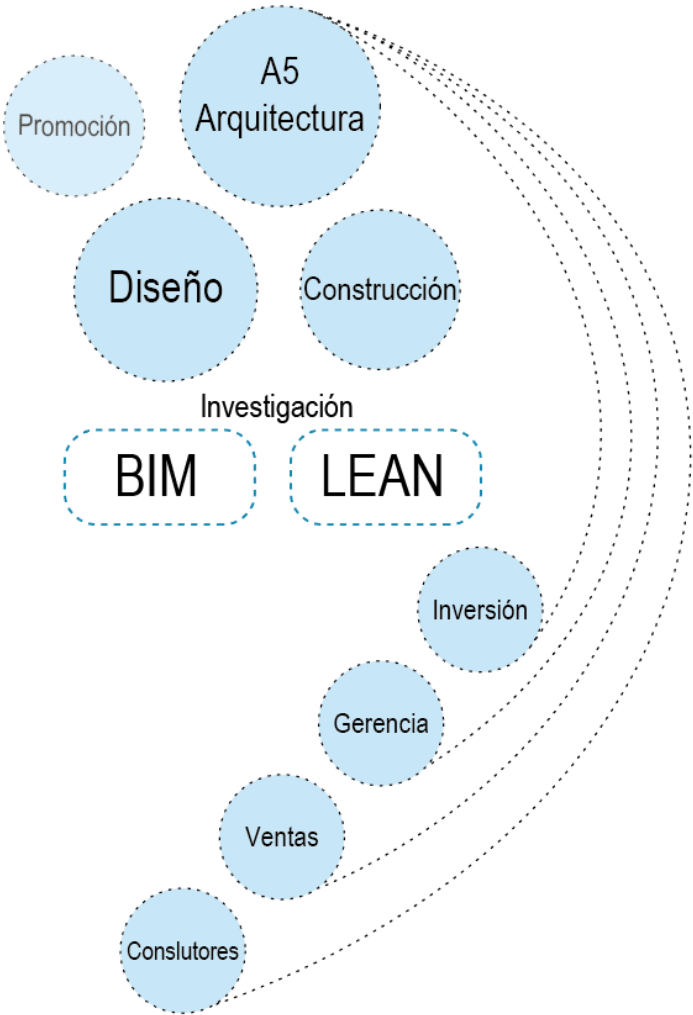 A5
Arquitectura
Promoción
Diseño
Construcción
Investigación
BIM
LEAN
Inversión
Gerencia
Ventas
Conslutores